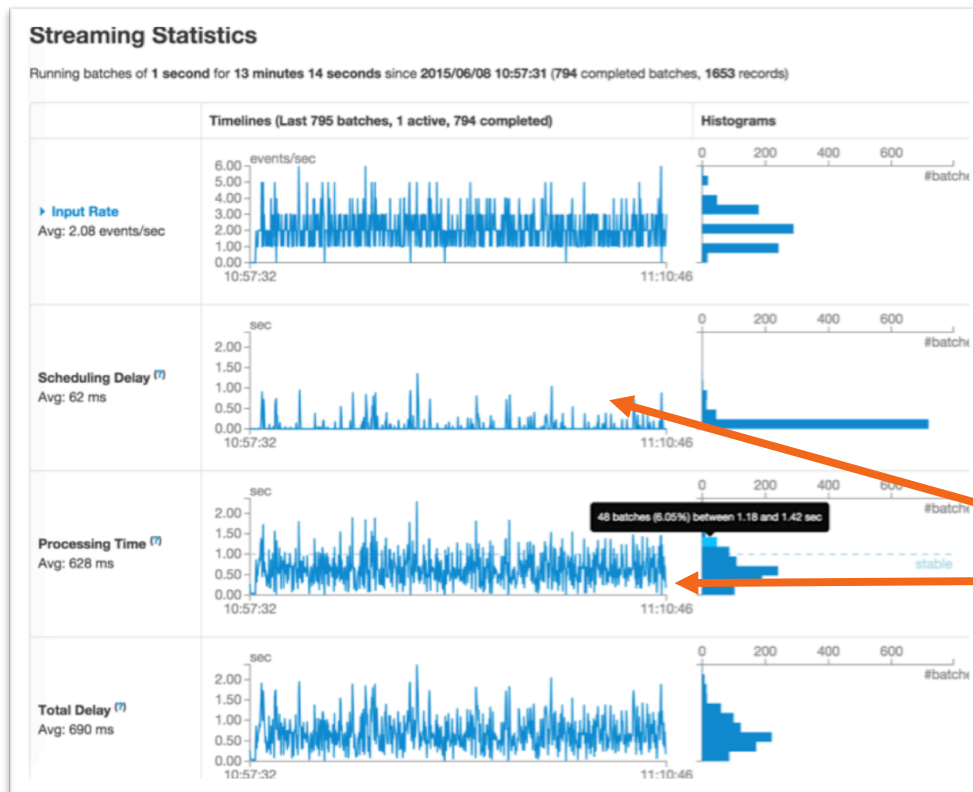 Streaming Statistics
Running batches of 1 second for 13 minutes 14 seconds since 2015/06/08 10:57:31 (794 completed batches, 1653 records)
Timelines (Last 795 batches, 1 active, 794 completed)
Histograms
Input Rate
Avg: 2.08 events/sec
events/sec
6.00
5.00
4.00
3.00
2.00
1.00
0.00
10:57:32
11:10:46
0 200 400 600
#batche
Scheduling Delay (?)
Avg: 62 ms
sec
2.00
1.50
1.00
0.50
0.00
10:57:32
11:10:46
0 200 400 600
#batche
Processing Time (?)
Avg: 628 ms
sec
2.00
1.50
1.00
0.50
0.00
10:57:32
11:10:46
0 200 400 600
#batche
48 batches (6.05%) between 1.18 and 1.42 sec
stable
Total Delay (?)
Avg: 690 ms
sec
2.00
1.50
1.00
0.50
0.00
10:57:32
11:10:46
0 200 400 600
#batche